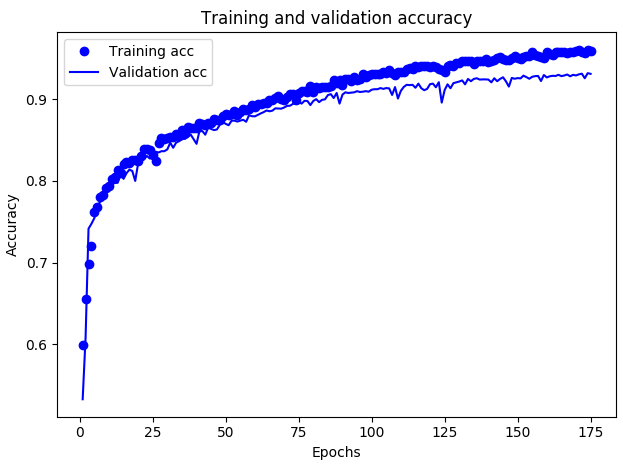 Training and validation accuracy
Training acc
Validation acc
0.9
0.8
0.7
0.6
Accuracy
0 25 50 75 100 125 150 175
Epochs